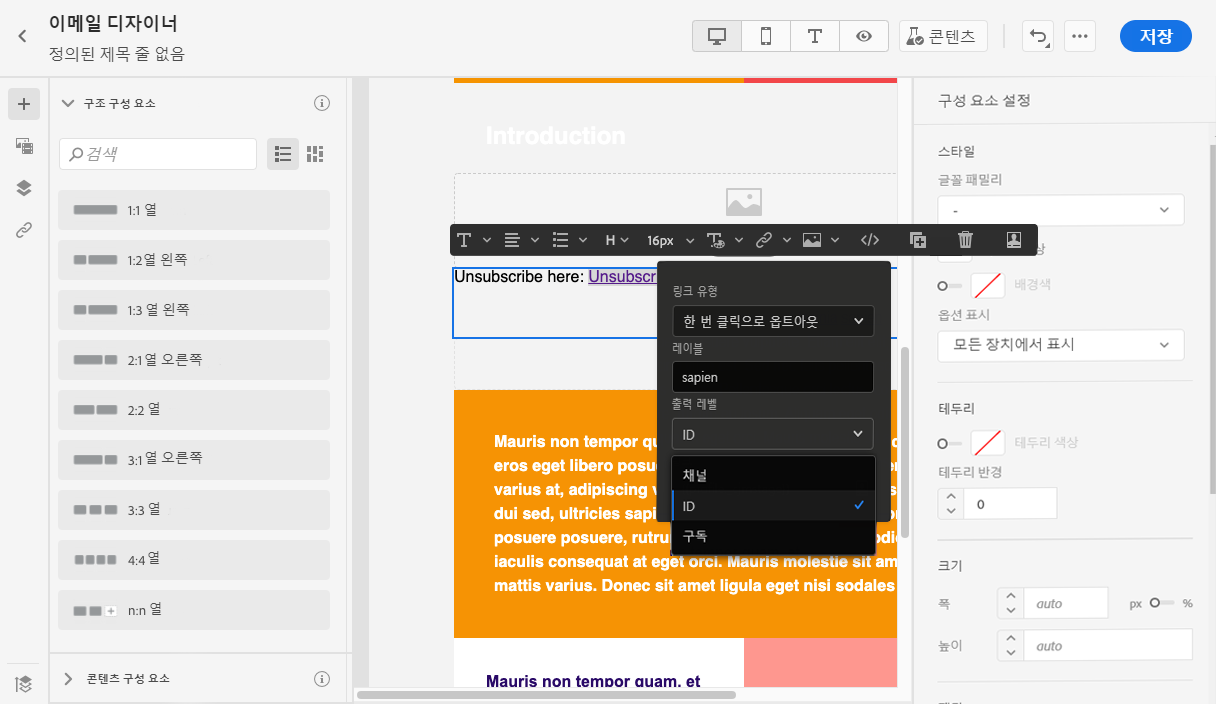 이메일 디자이너
정의된 제목 줄 없음
콘텐츠
저장
구조 구성 요소
검색
1:1 열
1:2열 왼쪽
1:3 열 왼쪽
2:1 열 오른쪽
2:2 열
3:1 열 오른쪽
3:3 열
4:4 열
n:n 열
콘텐츠 구성 요소
Introduction
H
16px
Unsubscribe here: Unsubscr
링크 유형
한 번 클릭으로 옵트아웃
레이블
sapien
출력 레벨
ID
채널
ID
구독
Mauris non tempor qu
eros eget libero posue
varius at, adipiscing v
dui sed, ultricies sapi
posuere posuere, rutru odio
iaculis consequat at eget orci. Mauris molestie sit am
mattis varius. Donec sit amet ligula eget nisi sodales
Mauris non tempor quam, et
구성 요소 설정
스타일
글꼴 패밀리
-
상
배경색
옵션 표시
모든 장치에서 표시
테두리
테두리 색상
테두리 반경
0
크기
폭
auto
px
%
높이
auto